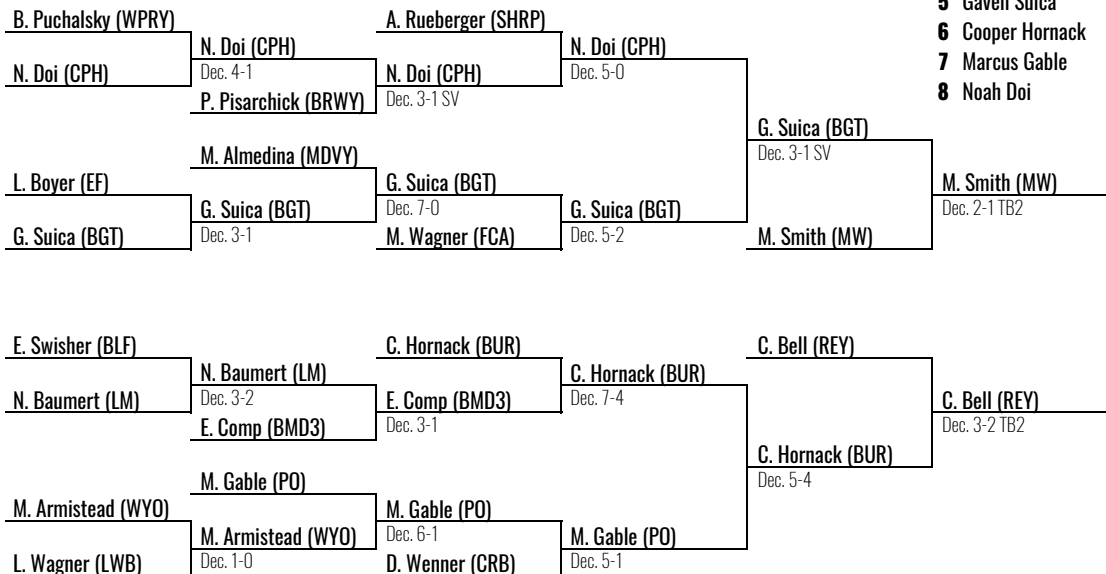 5 Gaven Suica
6 Cooper Hornack
7 Marcus Gable
8 Noah Doi
B. Puchalsky (WPRY)
N. Doi (CPH)
N. Doi (CPH)
Dec. 4-1
P. Pisarchick (BRWY)
A. Rueberger (SHRP)
N. Doi (CPH)
Dec. 3-1 SV
N. Doi (CPH)
Dec. 5-0
M. Almedina (MDVY)
L. Boyer (EF)
G. Suica (BGT)
G. Suica (BGT)
Dec. 3-1
G. Suica (BGT)
Dec. 7-0
M. Wagner (FCA)
G. Suica (BGT)
Dec. 5-2
G. Suica (BGT)
Dec. 3-1 SV
M. Smith (MW)
M. Smith (MW)
Dec. 2-1 TB2
E. Swisher (BLF)
N. Baumert (LM)
N. Baumert (LM)
Dec. 3-2
E. Comp (BMD3)
C. Hornack (BUR)
E. Comp (BMD3)
Dec. 3-1
C. Hornack (BUR)
Dec. 7-4
M. Gable (PO)
M. Armistead (WYO)
L. Wagner (LWB)
M. Armistead (WYO)
Dec. 1-0
M. Gable (PO)
Dec. 6-1
D. Wenner (CRB)
M. Gable (PO)
Dec. 5-1
C. Bell (REY)
C. Hornack (BUR)
Dec. 5-4
C. Bell (REY)
Dec. 3-2 TB2